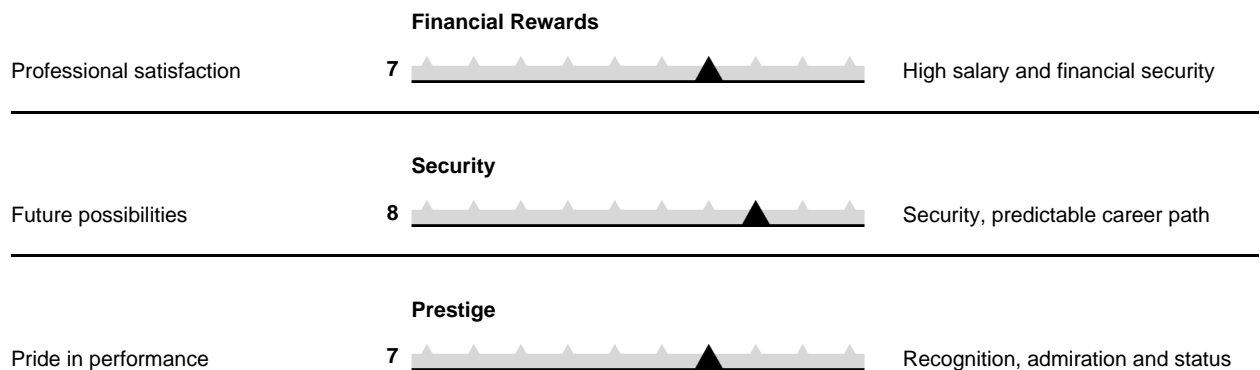 Financial Rewards
Professional satisfaction 7 High salary and financial security
Security
Future possibilities 8 Security, predictable career path
Prestige
Pride in performance 7 Recognition, admiration and status